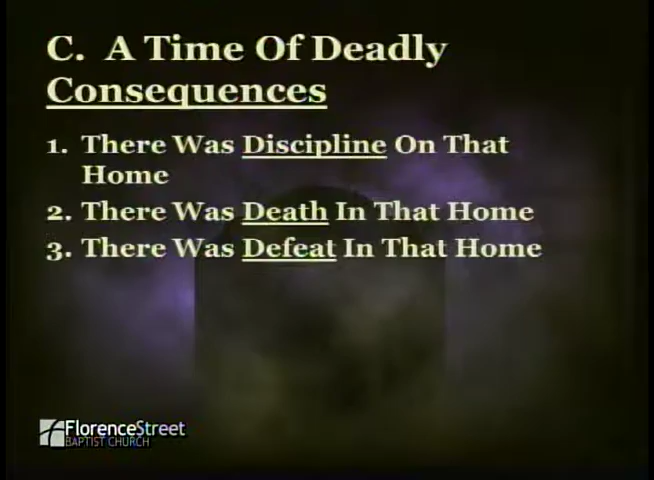 C. A Time Of Deadly
Consequences
1. There Was Discipline On That
Home
2. There Was Death In That Home
3. There Was Defeat In That Home
FlorenceStreet
BAPTIST CHURCH